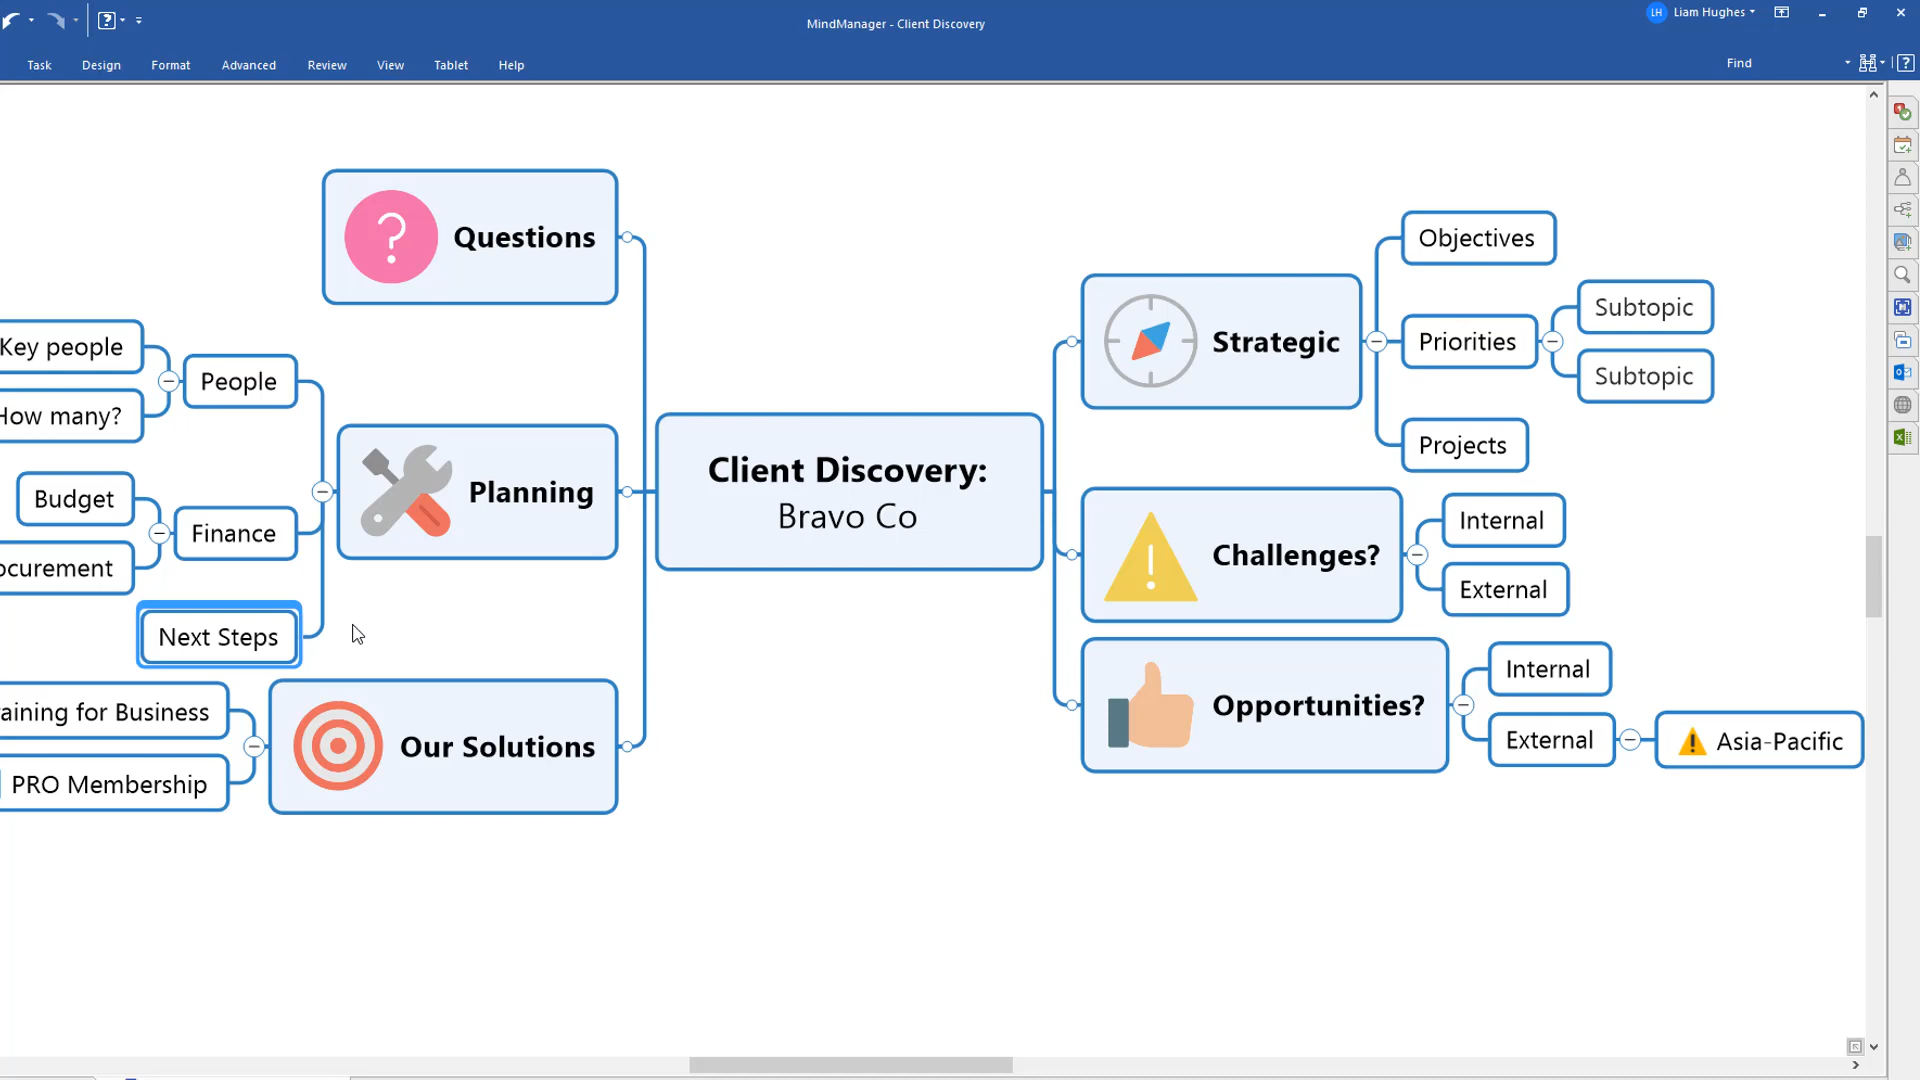 MindManager - Client Discovery
LH Liam Hughes
Task Design Format Advanced Review View Tablet Help
Find
Questions
Key people
People
How many?
Planning
Budget
Finance
ocurement
Next Steps
raining for Business
Our Solutions
PRO Membership
Client Discovery:
Bravo Co
Strategic
Objectives
Priorities
Subtopic
Subtopic
Projects
Challenges?
Internal
External
Opportunities?
Internal
External
Asia-Pacific